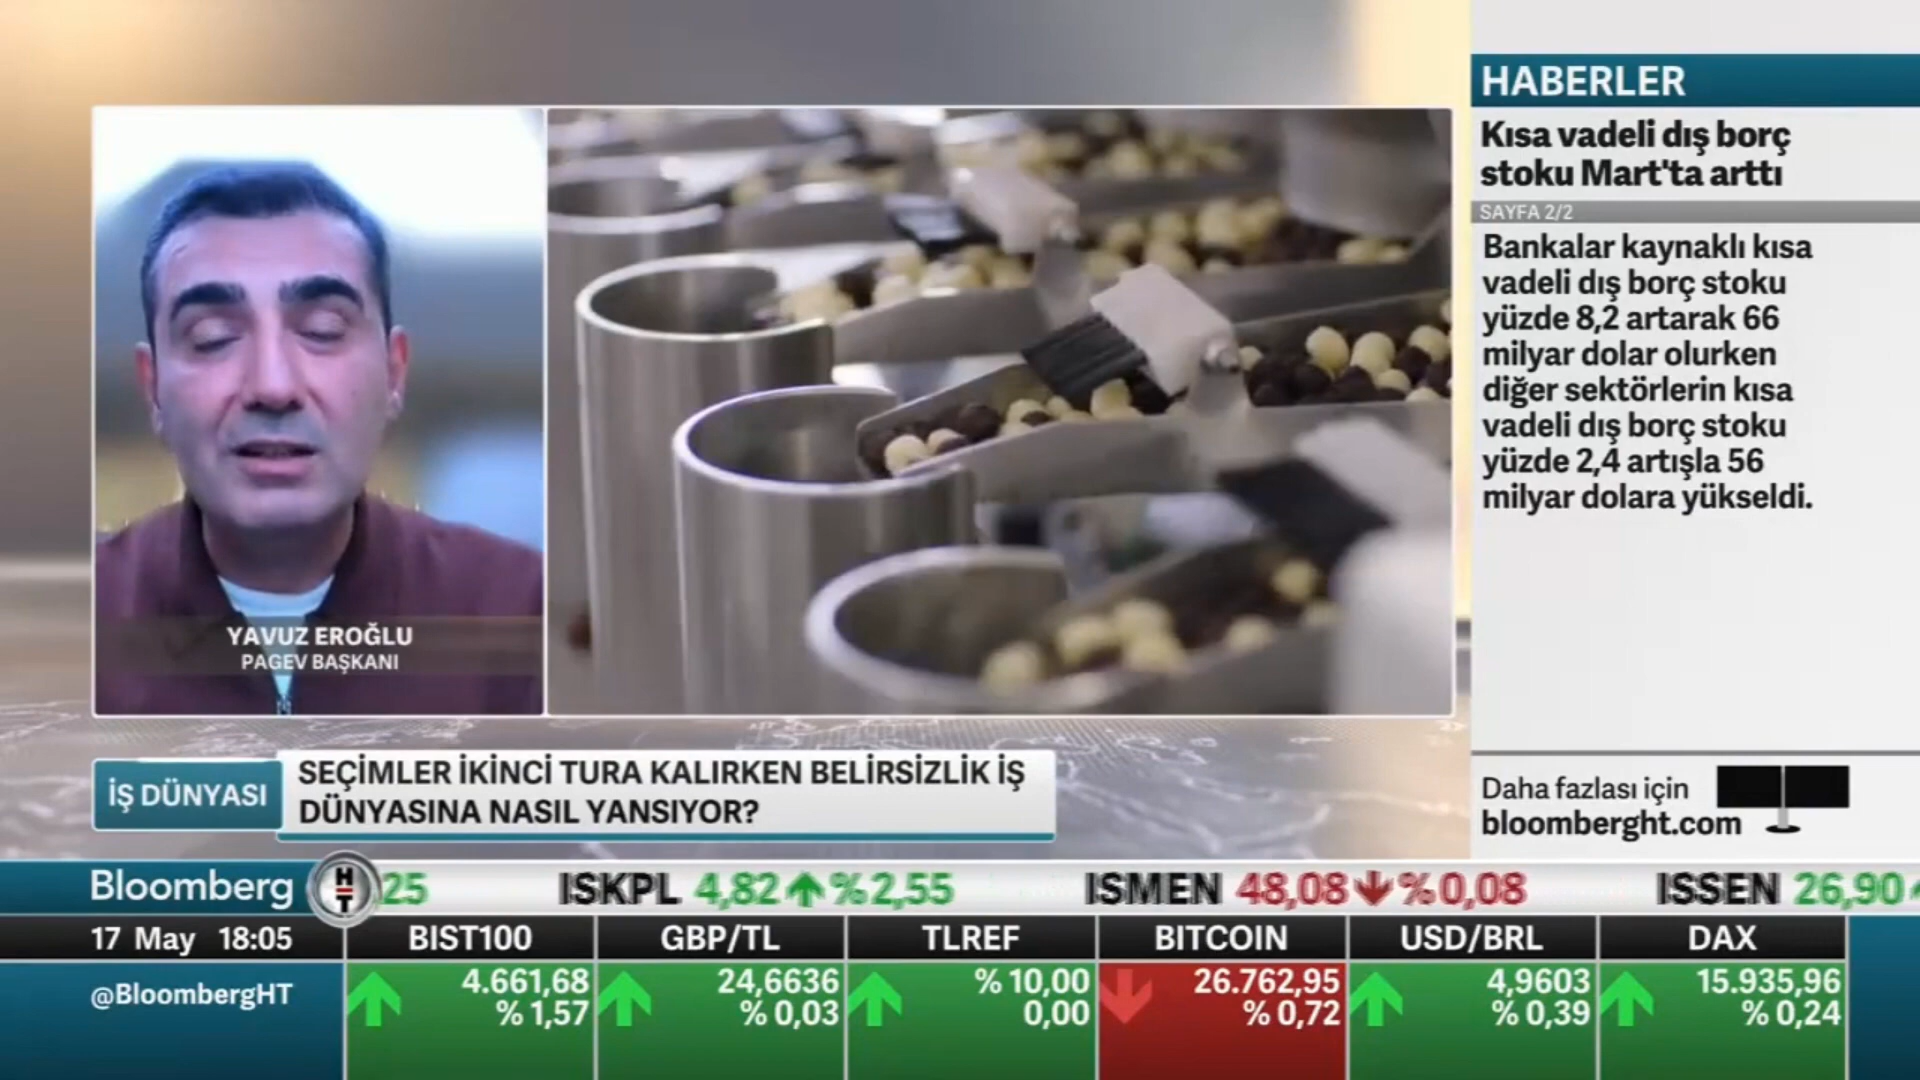 HABERLER
Kısa vadeli dış borç
stoku Mart'ta arttı
SAYFA 2/2
Bankalar kaynaklı kısa
vadeli dış borç stoku
yüzde 8,2 artarak 66
milyar dolar olurken
diğer sektörlerin kısa
vadeli dış borç stoku
yüzde 2,4 artışla 56
milyar dolara yükseldi.
Daha fazlası için
bloomberght.com
YAVUZ EROĞLU
PAGEV BAŞKANI
İŞ DÜNYASI
SEÇİMLER İKİNCİ TURA KALIRKEN BELİRSİZLİK İŞ
DÜNYASINA NASIL YANSIYOR?
Bloomberg HT
25 ISKPL 4,82 %2,55 ISMEN 48,08 %0,08 ISSEN 26,90
17 May 18:05
@BloombergHT
BIST100
4.661,68
% 1,57
GBP/TL
24,6636
% 0,03
TLREF
% 10,00
0,00
BITCOIN
26.762,95
% 0,72
USD/BRL
4,9603
% 0,39
DAX
15.935,96
% 0,24